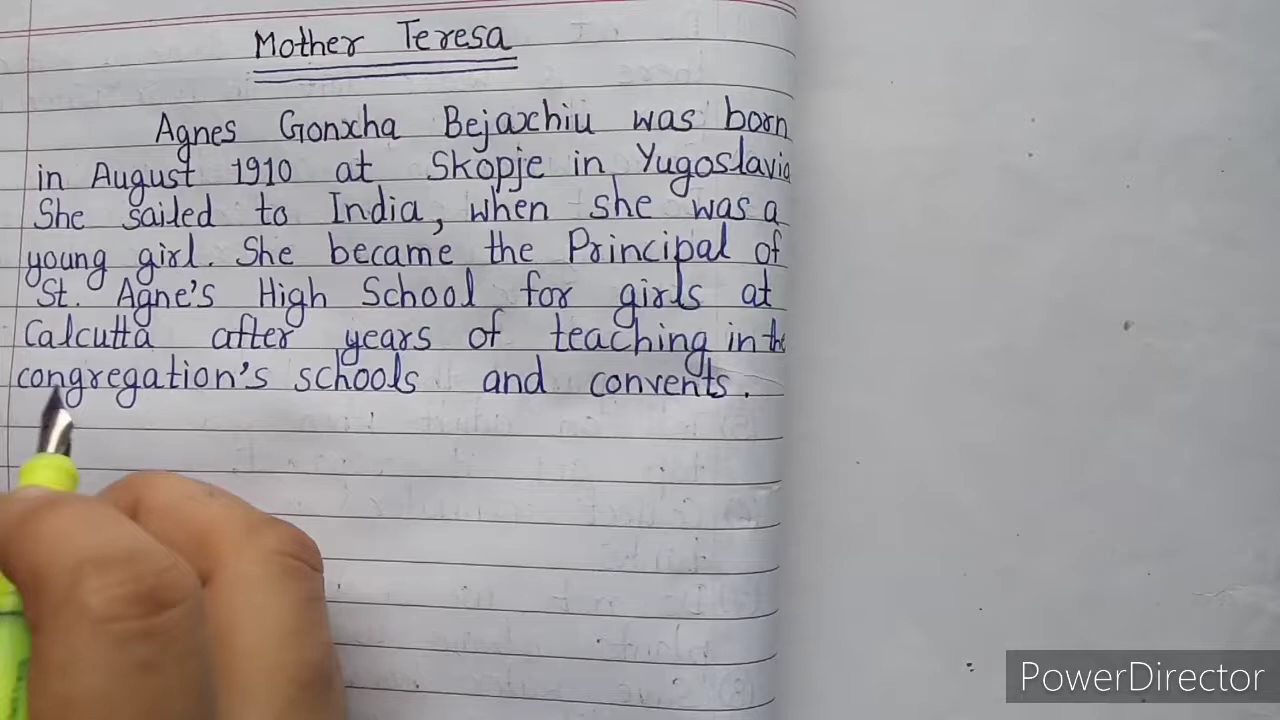 Mother Teresa
Agnes Gonxha Bejaxhiu was born
in August 1910 at Skopje in Yugoslavia
She sailed to India, when she was a
young girl. She became the Principal of
St. Agne's High School for girls at
Calcutta after years of teaching in the
congregation's schools and convents.
PowerDirector